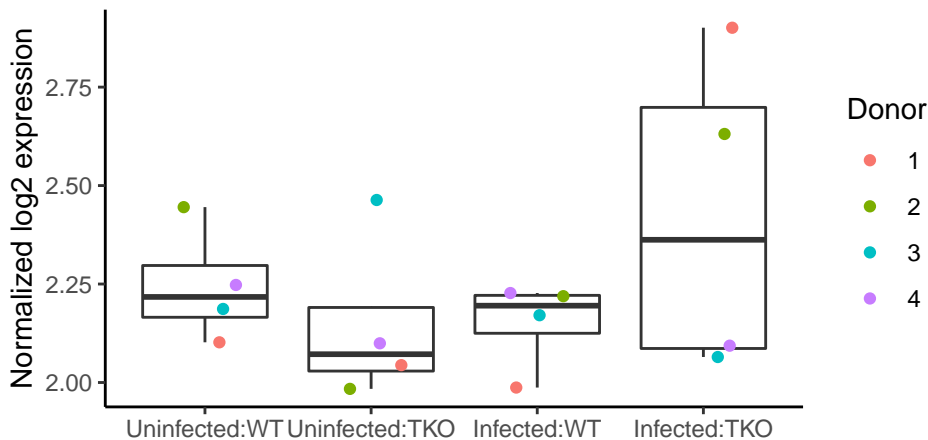 Normalized log2 expression
2.75
2.50
2.25
2.00
Uninfected:WT Uninfected:TKO Infected:WT Infected:TKO
Donor
1
2
3
4